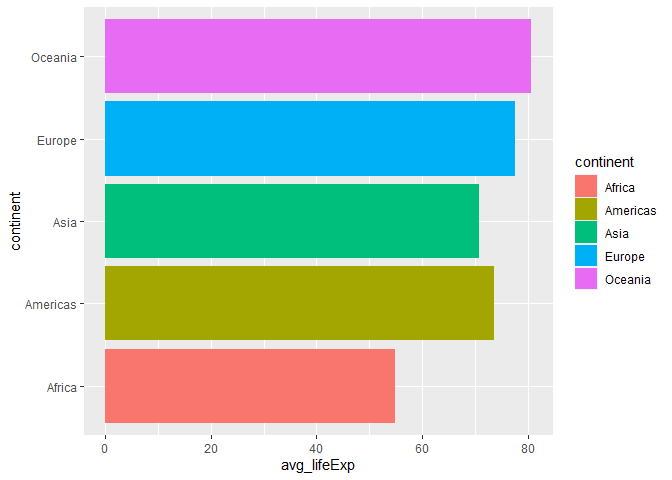 Oceania
Europe
Asia
Americas
Africa
continent
0 20 40 60 80
avg_lifeExp
continent
Africa
Americas
Asia
Europe
Oceania